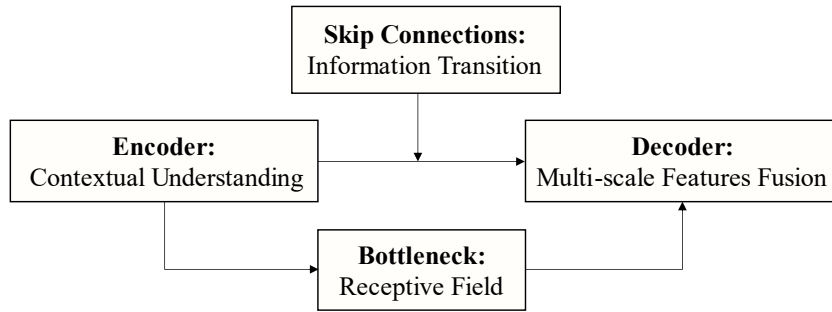 Skip Connections:
Information Transition
Encoder:
Contextual Understanding
Decoder:
Multi-scale Features Fusion
Bottleneck:
Receptive Field